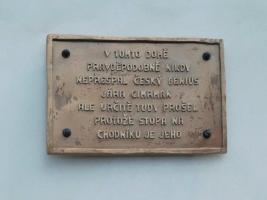 V TOMTO DOMĚ
PRAVDĚPODOBNĚ NIKDY
NEPŘESPAL ČESKÝ GENIUS
JÁRA CIMRMAN
ALE URČITĚ TUDY PROŠEL
PROTOŽE STOPA NA
CHODNÍKU JE JEHO